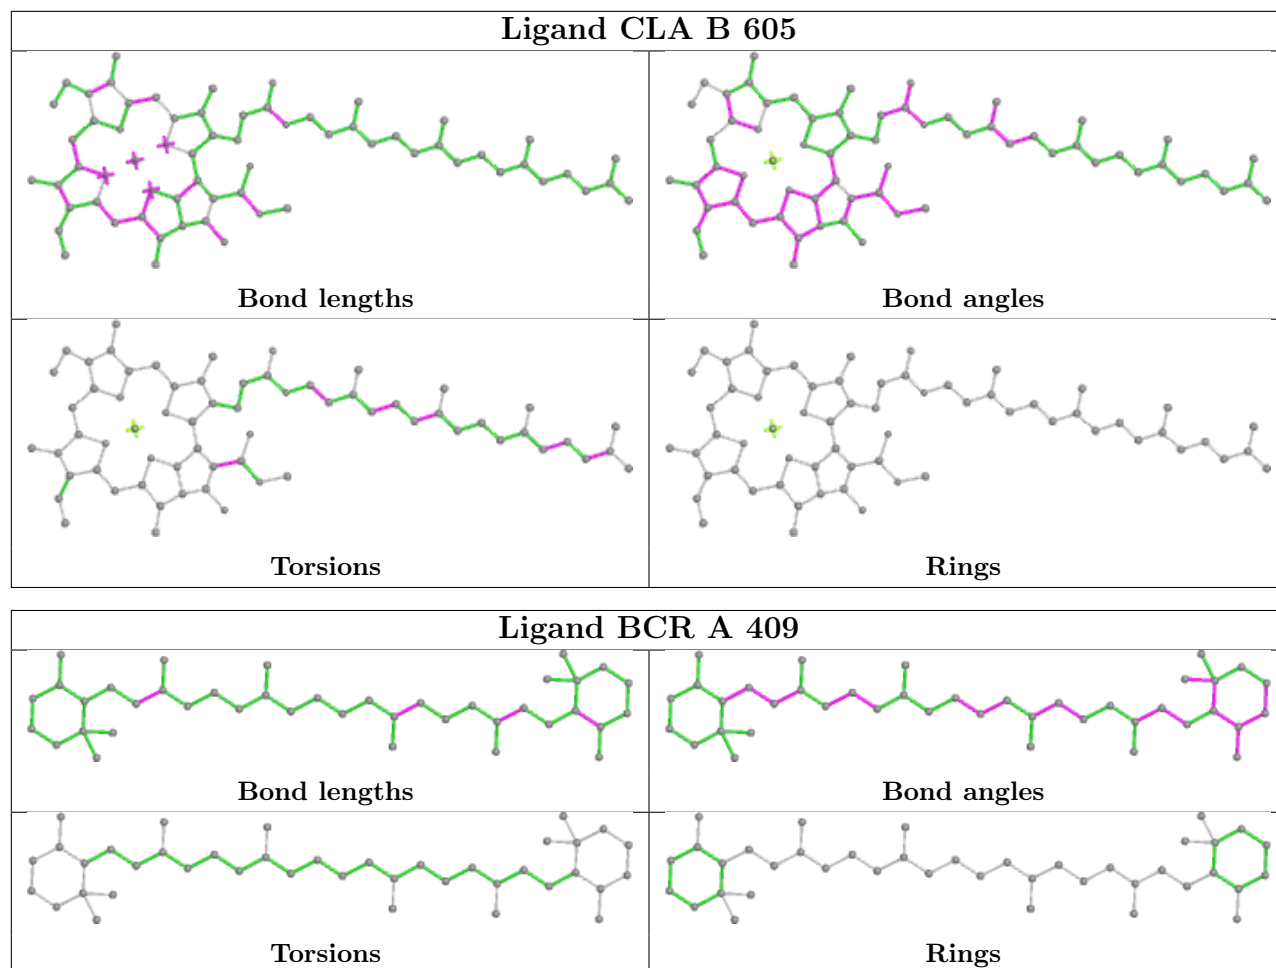 Ligand CLA B 605
Bond lengths
Bond angles
Torsions
Rings
Ligand BCR A 409
Bond lengths
Bond angles
Torsions
Rings